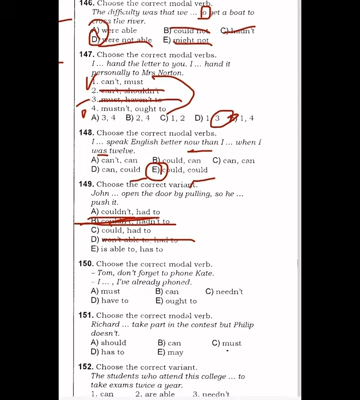 146. Choose the correct modal verb.
The difficulty was that we ... get a boat to
cross the river.
A) were able B) could not C) hadn't
D) were not able E) might not
147. Choose the correct modal verbs.
I ... hand the letter to you. I ... hand it
personally to Mrs Norton.
1. can't, must
2. can't, shouldn't
3. must, haven't to
4. mustn't, ought to
A) 3, 4 B) 2, 4 C) 1, 2 D) 1, 3 1, 4
148. Choose the correct modal verbs.
I ... speak English better now than I ... when I
was twelve.
A) can't, can B) could, can C) can, can
D) can, could E) could, could
149. Choose the correct variant.
John ... open the door by pulling, so he ...
push it.
A) couldn't, had to
B) couldn't, hadn't to
C) could, had to
D) won't able to, had to
E) is able to, has to
150. Choose the correct modal verb.
– Tom, don't forget to phone Kate.
– I ... , I've already phoned.
A) must B) can C) needn't
D) have to E) ought to
151. Choose the correct modal verb.
Richard ... take part in the contest but Philip
doesn't.
A) should B) can C) must
D) has to E) may
152. Choose the correct variant.
The students who attend this college ... to
take exams twice a year.
1. can 2. are able 3. needn't